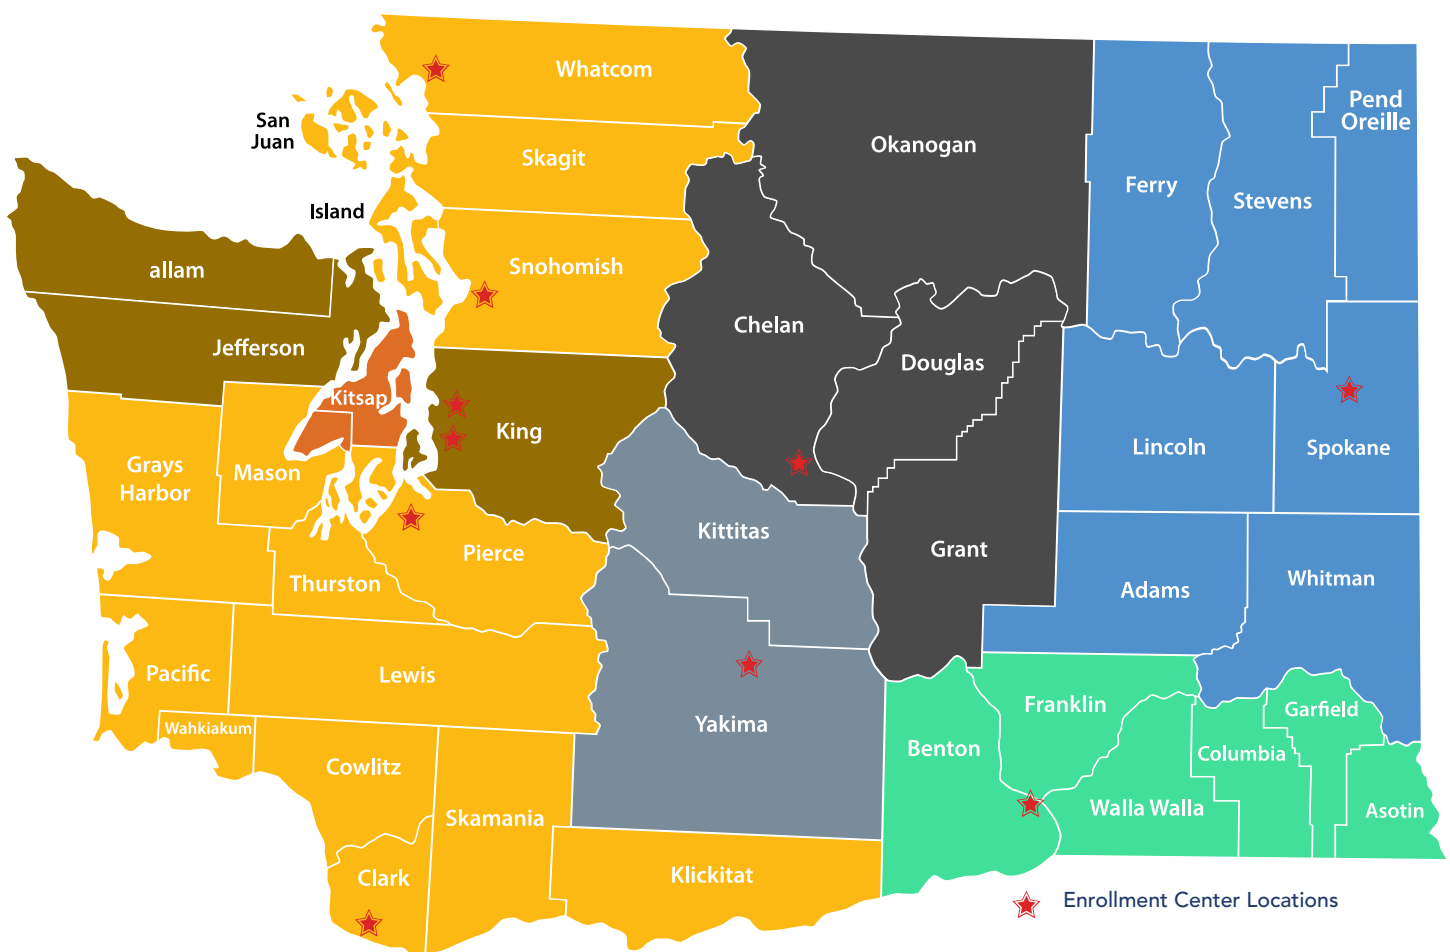 Whatcom
San
Juan
Skagit
Island
Snohomish
allam
Jefferson
Kitsap
King
Grays
Harbor
Mason
Pierce
Thurston
Pacific
Lewis
Wahkiakum
Cowlitz
Skamania
Clark
Klickitat
Okanogan
Chelan
Douglas
Grant
Kittitas
Yakima
Ferry
Stevens
Pend
Oreille
Lincoln
Spokane
Adams
Whitman
Franklin
Benton
Walla Walla
Columbia
Garfield
Asotin
Enrollment Center Locations